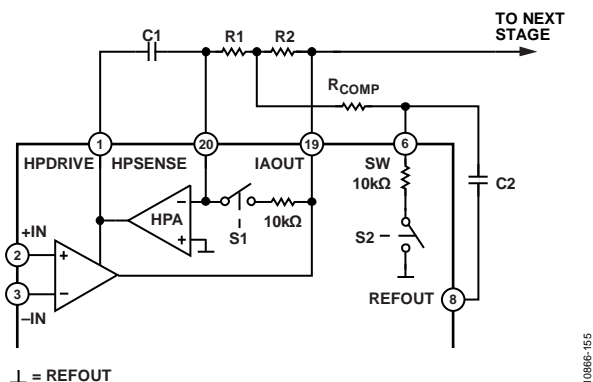 TO NEXT
STAGE
C1
R1
R2
RCOMP
1
20
19
6
HPDRIVE
HPSENSE
IAOUT
SW
10kΩ
C2
HPA
–
+
S1
10kΩ
S2
+IN
2
+
3
–
–IN
REFOUT
8
= REFOUT
10866-155